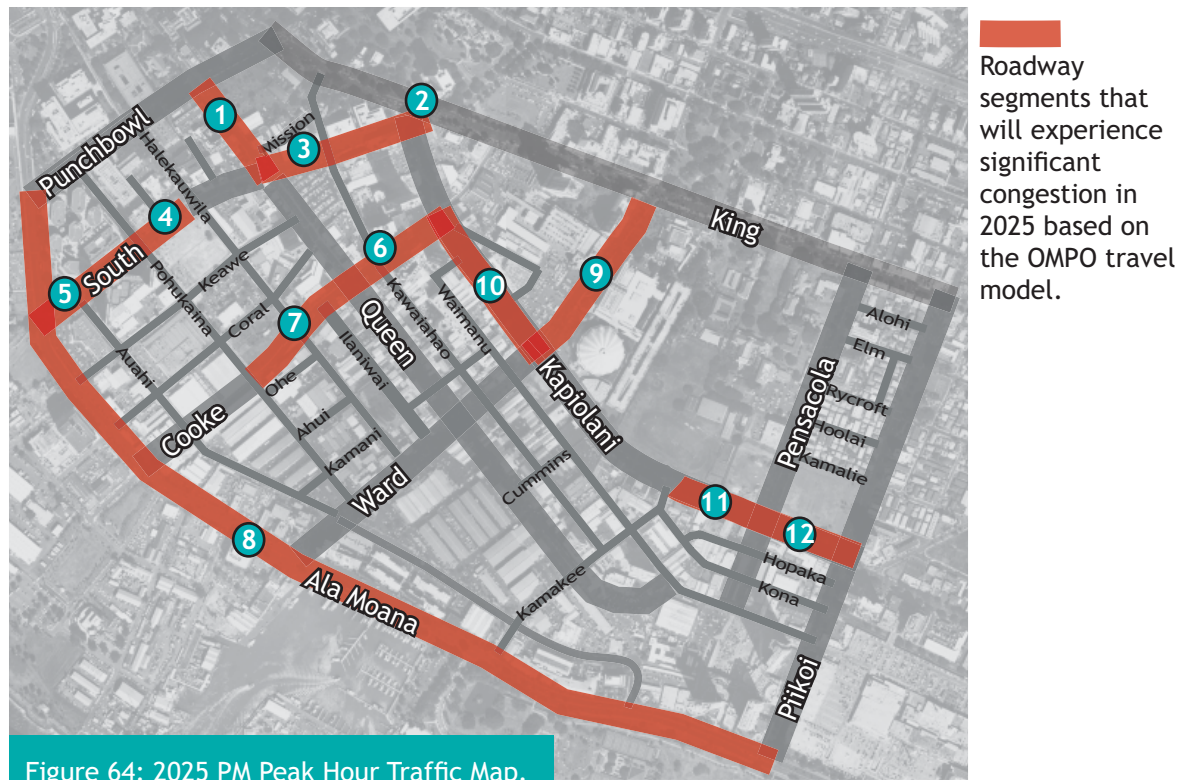 Roadway
segments that
will experience
significant
congestion in
2025 based on
the OMPO travel
model.
Punchbowl
Halekauwila
Mission
1
2
3
4
5
6
7
8
9
10
11
12
South
Pohukaina
Keawe
Coral
Auahi
Cooke
Ohe
Ahui
Kamani
Ward
Ilaniwai
Queen
Kawaiahao
Waimanu
Kapiolani
King
Cummins
Kamakee
Ala Moana
Pensacola
Alohi
Elm
Rycroft
Hoolai
Kamalie
Hopaka
Kona
Piikoi
Figure 64: 2025 PM Peak Hour Traffic Map.